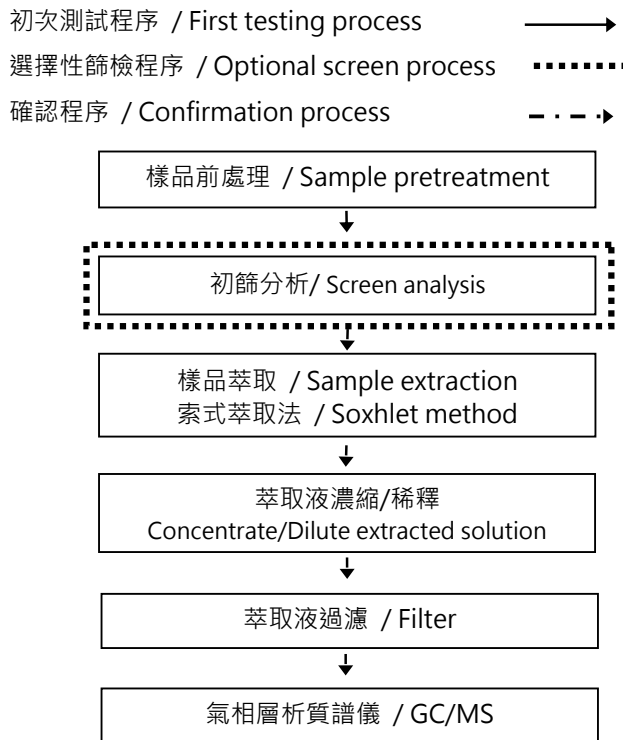 初次測試程序 / First testing process
選擇性篩檢程序 / Optional screen process
確認程序 / Confirmation process
樣品前處理 / Sample pretreatment
初篩分析/ Screen analysis
樣品萃取 / Sample extraction
索式萃取法 / Soxhlet method
萃取液濃縮/稀釋
Concentrate/Dilute extracted solution
萃取液過濾 / Filter
氣相層析質譜儀 / GC/MS